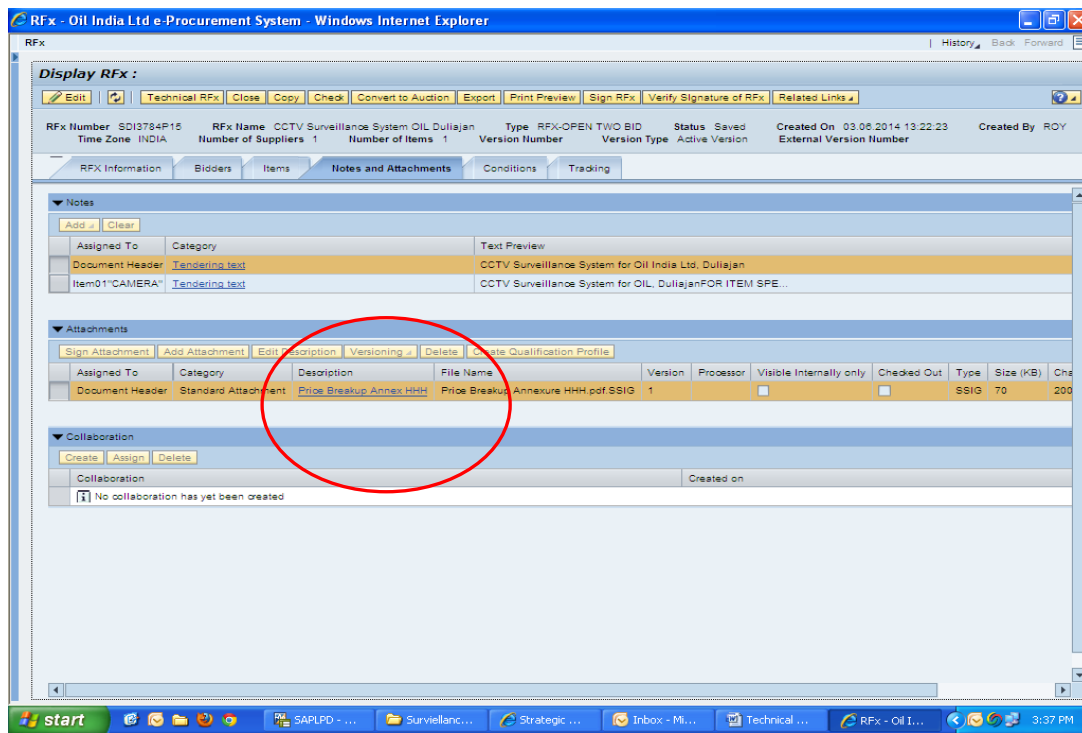 RFx - Oil India Ltd e-Procurement System - Windows Internet Explorer
RFx | History Back Forward
Display RFx :
Edit | | Technical RFx Close Copy Check Convert to Auction Export Print Preview Sign RFx Verify Signature of RFx Related Links
RFx Number SDI3784P15 RFx Name CCTV Surveillance System OIL Duliajan Type RFX-OPEN TWO BID Status Saved Created On 03.06.2014 13:22:23 Created By ROY
Time Zone INDIA Number of Suppliers 1 Number of Items 1 Version Number Version Type Active Version External Version Number
RFX Information Bidders Items Notes and Attachments Conditions Tracking
Notes
Add Clear
Assigned To Category Text Preview
Document Header Tendering text CCTV Surveillance System for Oil India Ltd, Duliajan
Item01"CAMERA" Tendering text CCTV Surveillance System for OIL, DuliajanFOR ITEM SPE...
Attachments
Sign Attachment Add Attachment Edit Description Versioning Delete Create Qualification Profile
Assigned To Category Description File Name Version Processor Visible Internally only Checked Out Type Size (KB) Cha
Document Header Standard Attachment Price Breakup Annex HHH Price Breakup Annexure HHH.pdf.SSIG 1 SSIG 70 200
Collaboration
Create Assign Delete
Collaboration Created on
No collaboration has yet been created
start SAPLPD - ... Surviellanc... Strategic ... Inbox - Mi... Technical ... RFx - Oil I... 3:37 PM